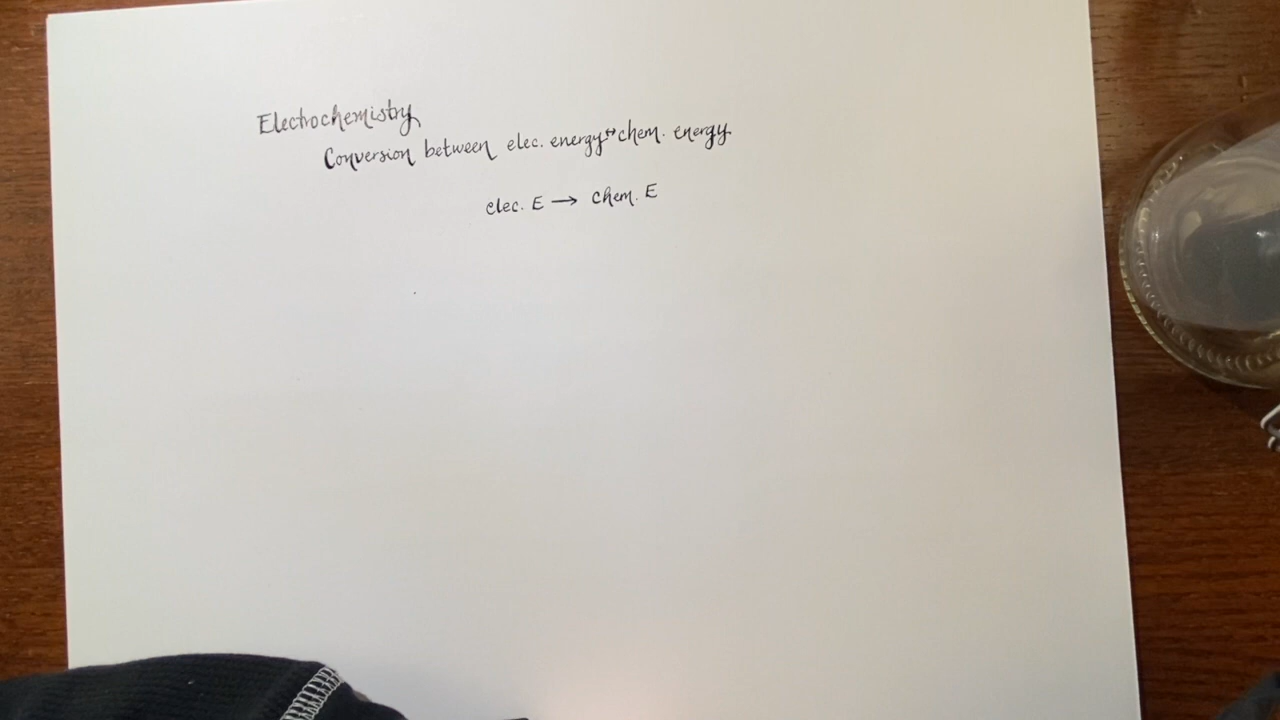 Electrochemistry
Conversion between elec. energy ↔ chem. energy
elec. E → chem. E